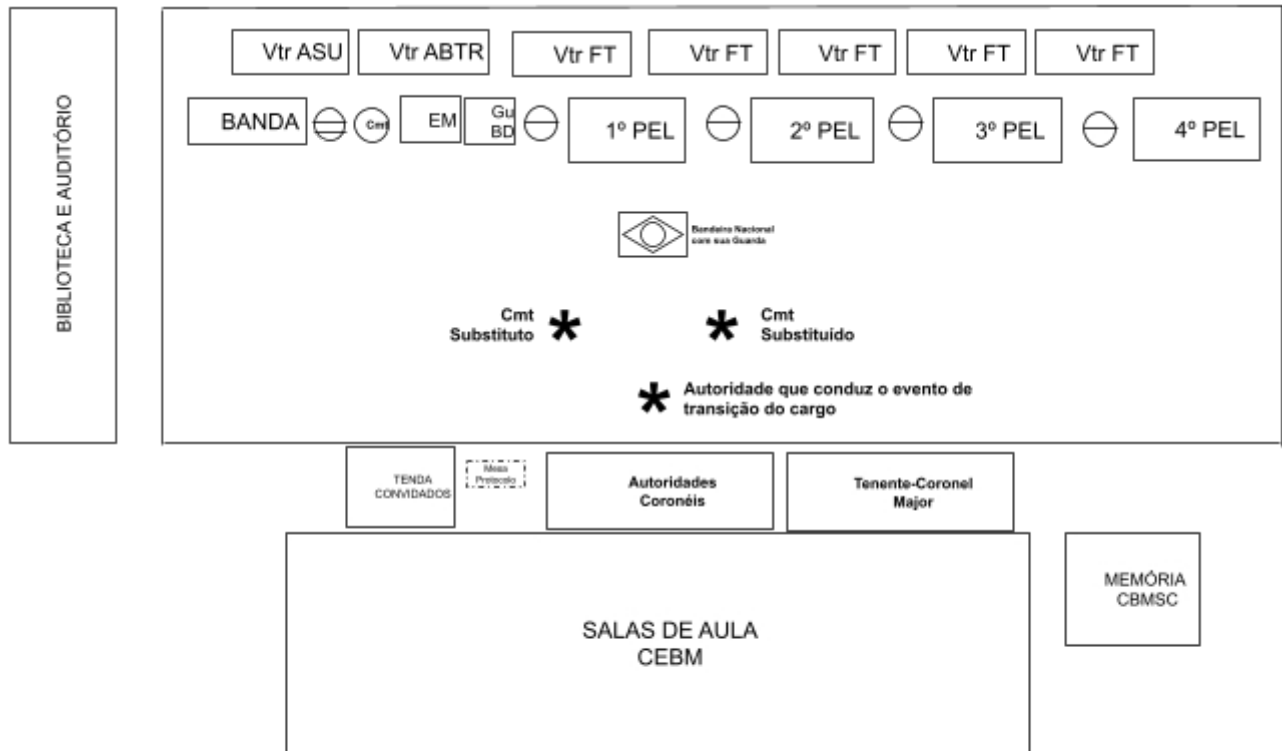 BIBLIOTECA E AUDITÓRIO
Vtr ASU
Vtr ABTR
Vtr FT
Vtr FT
Vtr FT
Vtr FT
Vtr FT
BANDA
Cmt
EM
Gu
BD
1º PEL
2º PEL
3º PEL
4º PEL
Bandeira Nacional
com sua Guarda
Cmt
Substituto
Cmt
Substituído
Autoridade que conduz o evento de
transição do cargo
TENDA
CONVIDADOS
Mesa
Protocolo
Autoridades
Coronéis
Tenente-Coronel
Major
SALAS DE AULA
CEBM
MEMÓRIA
CBMSC